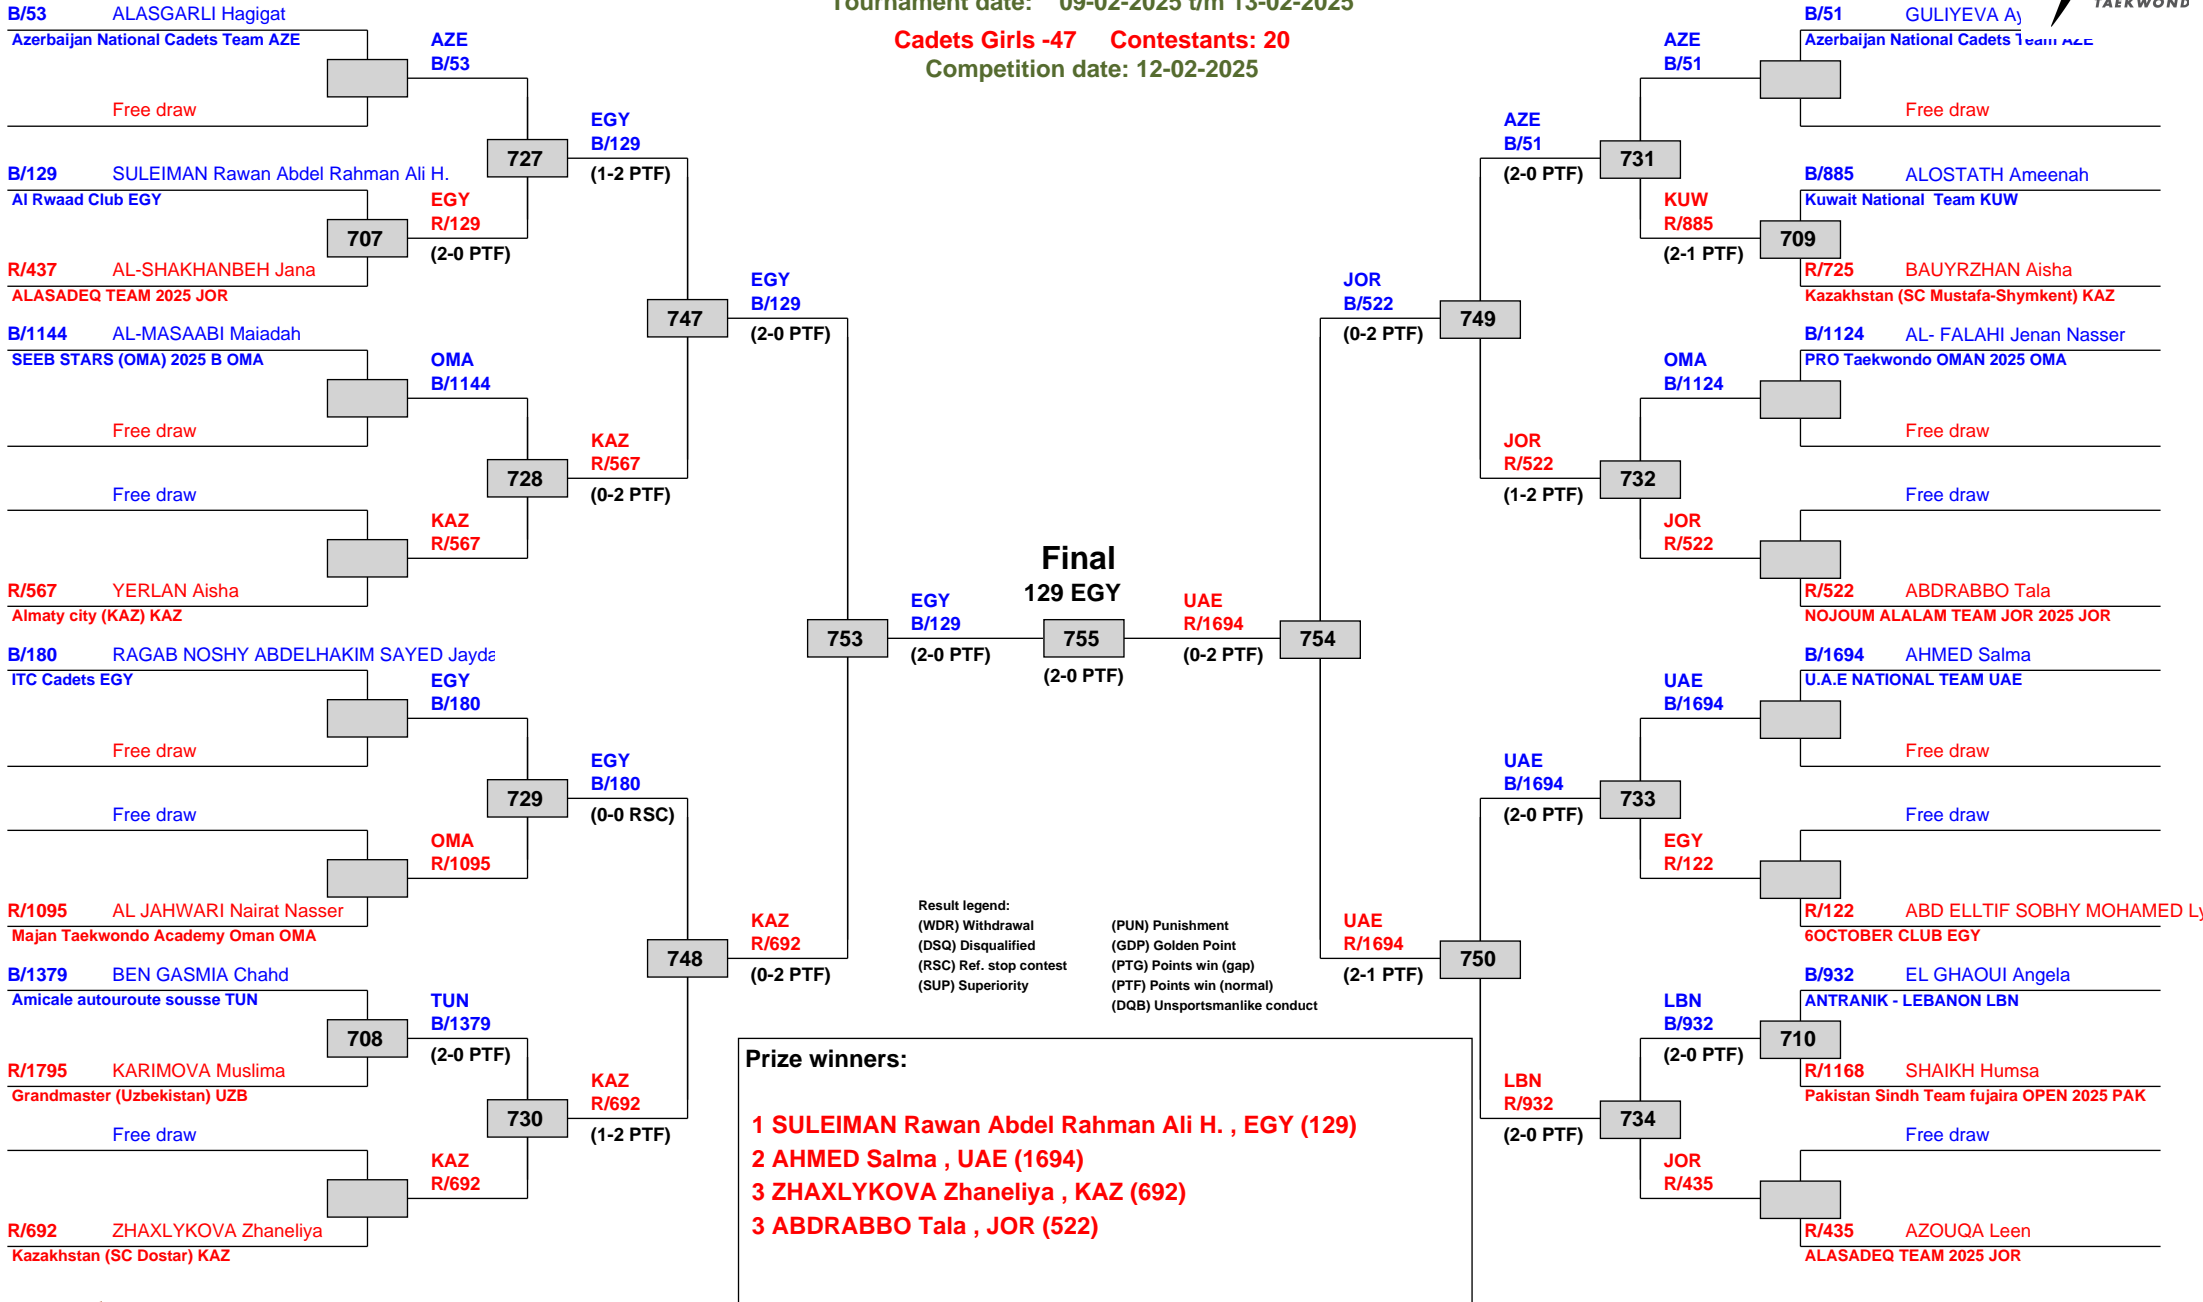 Tournament date: 09-02-2025 t/m 13-02-2025
Cadets Girls -47 Contestants: 20
Competition date: 12-02-2025
TAEKWOND
B/53 ALASGARLI Hagigat
Azerbaijan National Cadets Team AZE
Free draw
AZE
B/53
B/129 SULEIMAN Rawan Abdel Rahman Ali H.
Al Rwaad Club EGY
707
R/437 AL-SHAKHANBEH Jana
ALASADEQ TEAM 2025 JOR
EGY
R/129
(2-0 PTF)
727
EGY
B/129
(1-2 PTF)
B/1144 AL-MASAABI Maiadah
SEEB STARS (OMA) 2025 B OMA
Free draw
OMA
B/1144
Free draw
R/567 YERLAN Aisha
Almaty city (KAZ) KAZ
KAZ
R/567
728
KAZ
R/567
(0-2 PTF)
747
EGY
B/129
(2-0 PTF)
B/180 RAGAB NOSHY ABDELHAKIM SAYED Jayda
ITC Cadets EGY
Free draw
EGY
B/180
Free draw
R/1095 AL JAHWARI Nairat Nasser
Majan Taekwondo Academy Oman OMA
OMA
R/1095
729
EGY
B/180
(0-0 RSC)
B/1379 BEN GASMIA Chahd
Amicale autouroute sousse TUN
708
R/1795 KARIMOVA Muslima
Grandmaster (Uzbekistan) UZB
TUN
B/1379
(2-0 PTF)
Free draw
R/692 ZHAXLYKOVA Zhaneliya
Kazakhstan (SC Dostar) KAZ
KAZ
R/692
730
KAZ
R/692
(1-2 PTF)
748
KAZ
R/692
(0-2 PTF)
753
EGY
B/129
(2-0 PTF)
Final
129 EGY
755
(2-0 PTF)
UAE
R/1694
(0-2 PTF)
754
JOR
B/522
(0-2 PTF)
749
AZE
B/51
(2-0 PTF)
731
AZE
B/51
B/51 GULIYEVA
Azerbaijan National Cadets Team AZE
Free draw
KUW
R/885
(2-1 PTF)
709
B/885 ALOSTATH Ameenah
Kuwait National Team KUW
R/725 BAUYRZHAN Aisha
Kazakhstan (SC Mustafa-Shymkent) KAZ
JOR
R/522
(1-2 PTF)
732
OMA
B/1124
B/1124 AL- FALAHI Jenan Nasser
PRO Taekwondo OMAN 2025 OMA
Free draw
JOR
R/522
Free draw
R/522 ABDRABBO Tala
NOJOUM ALALAM TEAM JOR 2025 JOR
UAE
R/1694
(2-1 PTF)
750
UAE
B/1694
(2-0 PTF)
733
UAE
B/1694
B/1694 AHMED Salma
U.A.E NATIONAL TEAM UAE
Free draw
EGY
R/122
Free draw
R/122 ABD ELLTIF SOBHY MOHAMED Ly
6OCTOBER CLUB EGY
LBN
R/932
(2-0 PTF)
734
LBN
B/932
(2-0 PTF)
710
B/932 EL GHAOUI Angela
ANTRANIK - LEBANON LBN
R/1168 SHAIKH Humsa
Pakistan Sindh Team fujaira OPEN 2025 PAK
JOR
R/435
Free draw
R/435 AZOUQA Leen
ALASADEQ TEAM 2025 JOR
Result legend:
(WDR) Withdrawal (PUN) Punishment
(DSQ) Disqualified (GDP) Golden Point
(RSC) Ref. stop contest (PTG) Points win (gap)
(SUP) Superiority (PTF) Points win (normal)
(DQB) Unsportsmanlike conduct
Prize winners:
1 SULEIMAN Rawan Abdel Rahman Ali H. , EGY (129)
2 AHMED Salma , UAE (1694)
3 ZHAXLYKOVA Zhaneliya , KAZ (692)
3 ABDRABBO Tala , JOR (522)